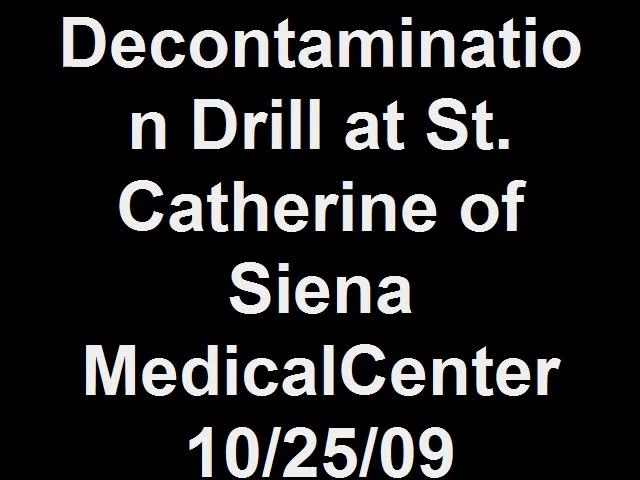 Decontaminatio
n Drill at St.
Catherine of
Siena
MedicalCenter
10/25/09